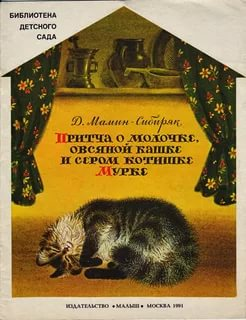 БИБЛИОТЕКА
ДЕТСКОГО
САДА
Д. Мамин-Сибиряк
ПРИТЧА О МОЛОЧКЕ,
ОВСЯНОЙ КАШКЕ
И СЕРОМ КОТИШКЕ
МУРКЕ
ИЗДАТЕЛЬСТВО • МАЛЫШ • МОСКВА 1991